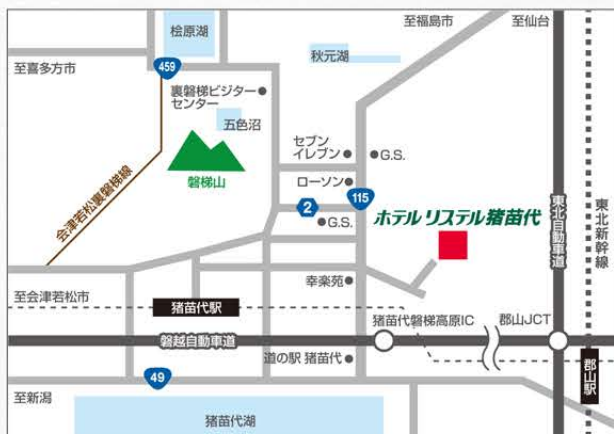 桧原湖
至福島市
至仙台
秋元湖
至喜多方市
459
裏磐梯ビジター
センター
五色沼
セブン
イレブン
G.S.
磐梯山
ローソン
115
会津若松裏磐梯線
2
G.S.
ホテル リステル猪苗代
東北自動車道
東北新幹線
幸楽苑
至会津若松市
猪苗代駅
猪苗代磐梯高原IC
郡山JCT
磐越自動車道
道の駅 猪苗代
郡山駅
49
至新潟
猪苗代湖